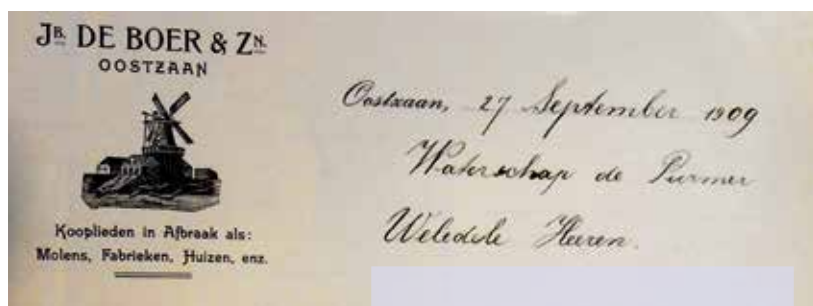 JB. DE BOER & ZN.
OOSTZAAN
Kooplieden in Afbraak als:
Molens, Fabrieken, Huizen, enz.
Oostzaan, 27 September 1909
Waterschap de Purmer
Weledele Heeren.